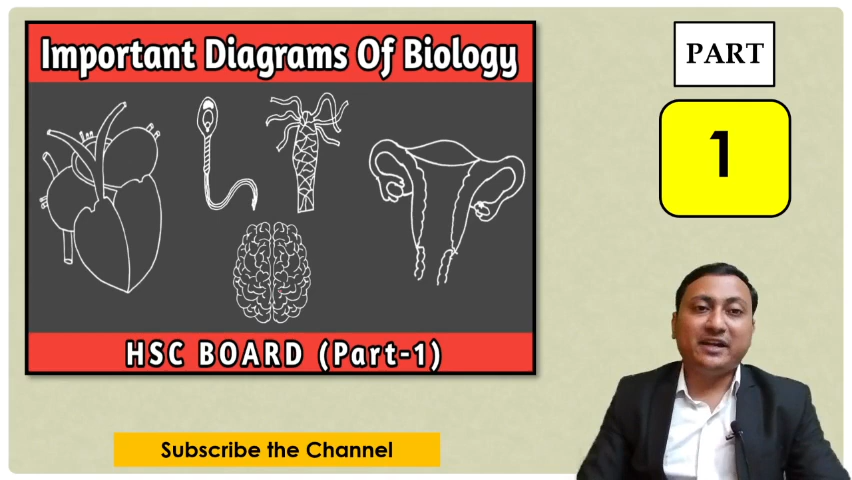 Important Diagrams Of Biology
HSC BOARD (Part-1)
PART
1
Subscribe the Channel